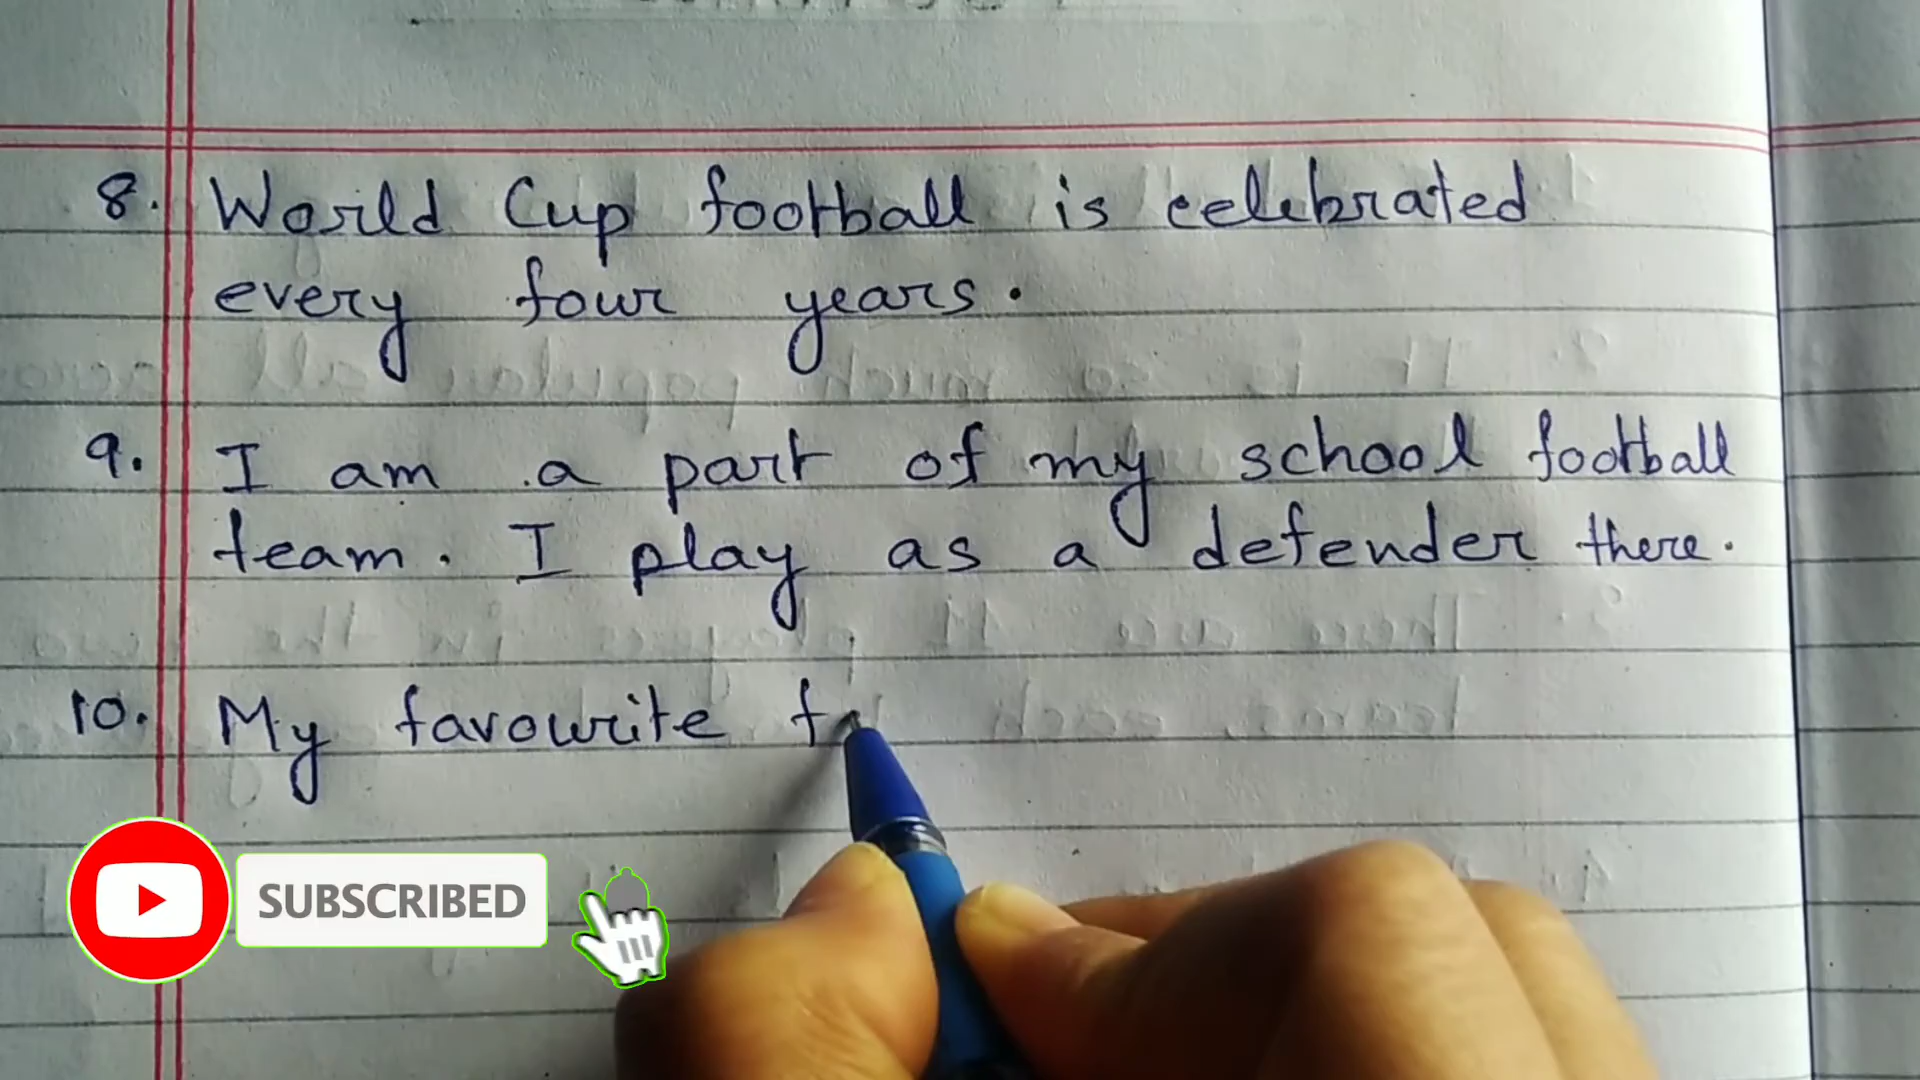 8. World Cup football is celebrated
every four years.
9. I am a part of my school football
team. I play as a defender there.
10. My favourite f
SUBSCRIBED